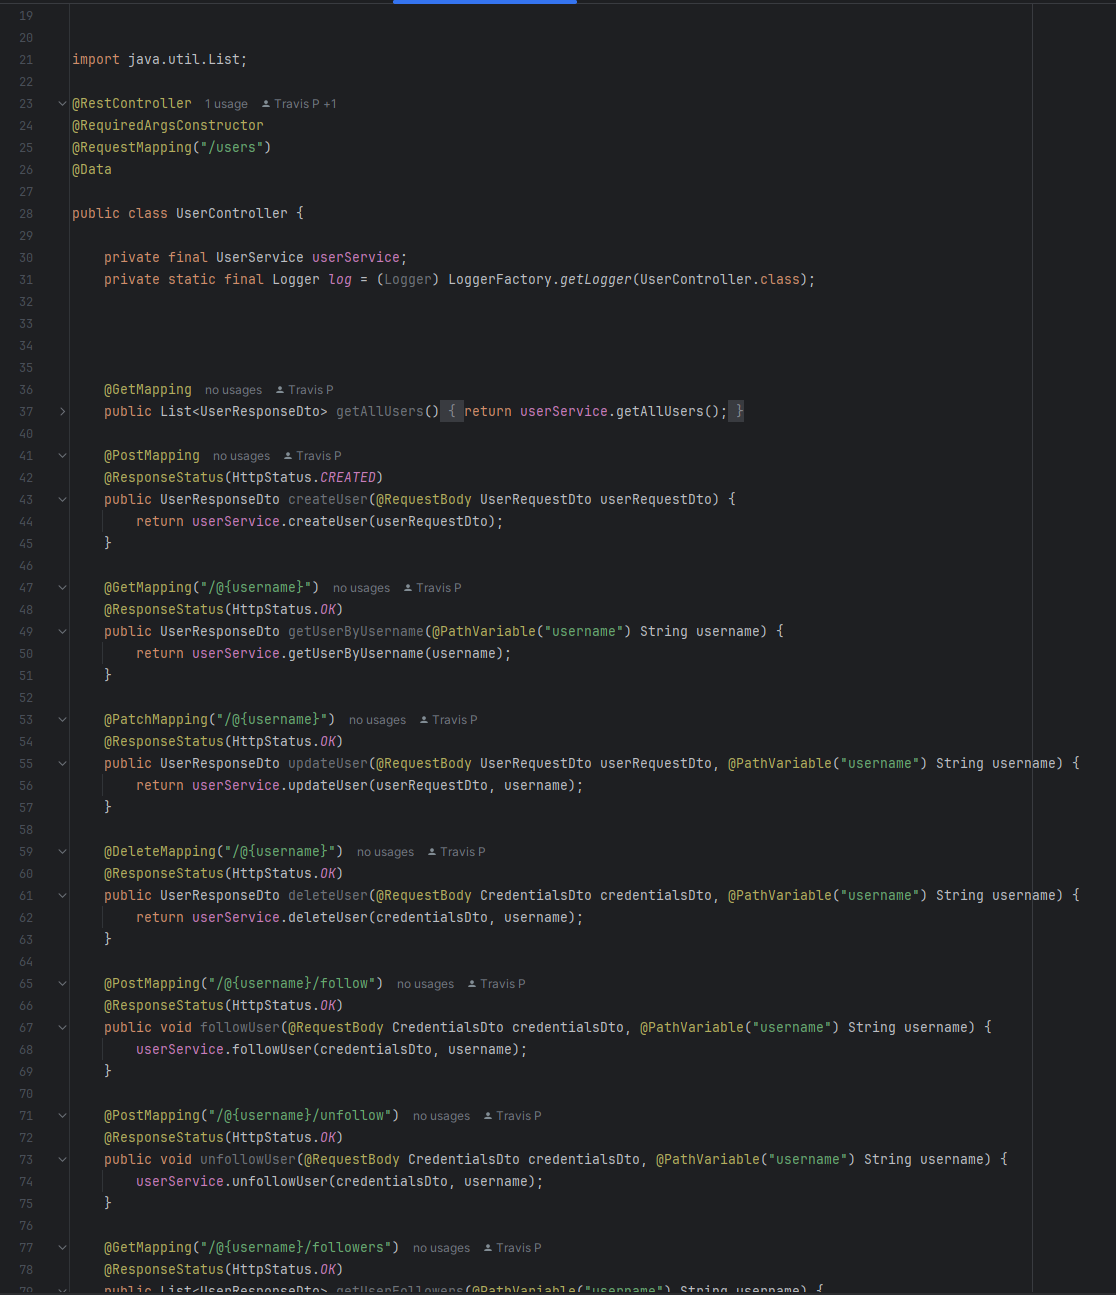 19
20
21 import java.util.List;
22
23 @RestController 1 usage Travis P +1
24 @RequiredArgsConstructor
25 @RequestMapping("/users")
26 @Data
27
28 public class UserController {
29
30 private final UserService userService;
31 private static final Logger log = (Logger) LoggerFactory.getLogger(UserController.class);
32
33
34
35
36 @GetMapping no usages Travis P
37 public List<UserResponseDto> getAllUsers() { return userService.getAllUsers(); }
40
41 @PostMapping no usages Travis P
42 @ResponseStatus(HttpStatus.CREATED)
43 public UserResponseDto createUser(@RequestBody UserRequestDto userRequestDto) {
44 return userService.createUser(userRequestDto);
45 }
46
47 @GetMapping("/@{username}") no usages Travis P
48 @ResponseStatus(HttpStatus.OK)
49 public UserResponseDto getUserByUsername(@PathVariable("username") String username) {
50 return userService.getUserByUsername(username);
51 }
52
53 @PatchMapping("/@{username}") no usages Travis P
54 @ResponseStatus(HttpStatus.OK)
55 public UserResponseDto updateUser(@RequestBody UserRequestDto userRequestDto, @PathVariable("username") String username) {
56 return userService.updateUser(userRequestDto, username);
57 }
58
59 @DeleteMapping("/@{username}") no usages Travis P
60 @ResponseStatus(HttpStatus.OK)
61 public UserResponseDto deleteUser(@RequestBody CredentialsDto credentialsDto, @PathVariable("username") String username) {
62 return userService.deleteUser(credentialsDto, username);
63 }
64
65 @PostMapping("/@{username}/follow") no usages Travis P
66 @ResponseStatus(HttpStatus.OK)
67 public void followUser(@RequestBody CredentialsDto credentialsDto, @PathVariable("username") String username) {
68 userService.followUser(credentialsDto, username);
69 }
70
71 @PostMapping("/@{username}/unfollow") no usages Travis P
72 @ResponseStatus(HttpStatus.OK)
73 public void unfollowUser(@RequestBody CredentialsDto credentialsDto, @PathVariable("username") String username) {
74 userService.unfollowUser(credentialsDto, username);
75 }
76
77 @GetMapping("/@{username}/followers") no usages Travis P
78 @ResponseStatus(HttpStatus.OK)
79 public List<UserResponseDto> getUserFollowers(@PathVariable("username") String username) {